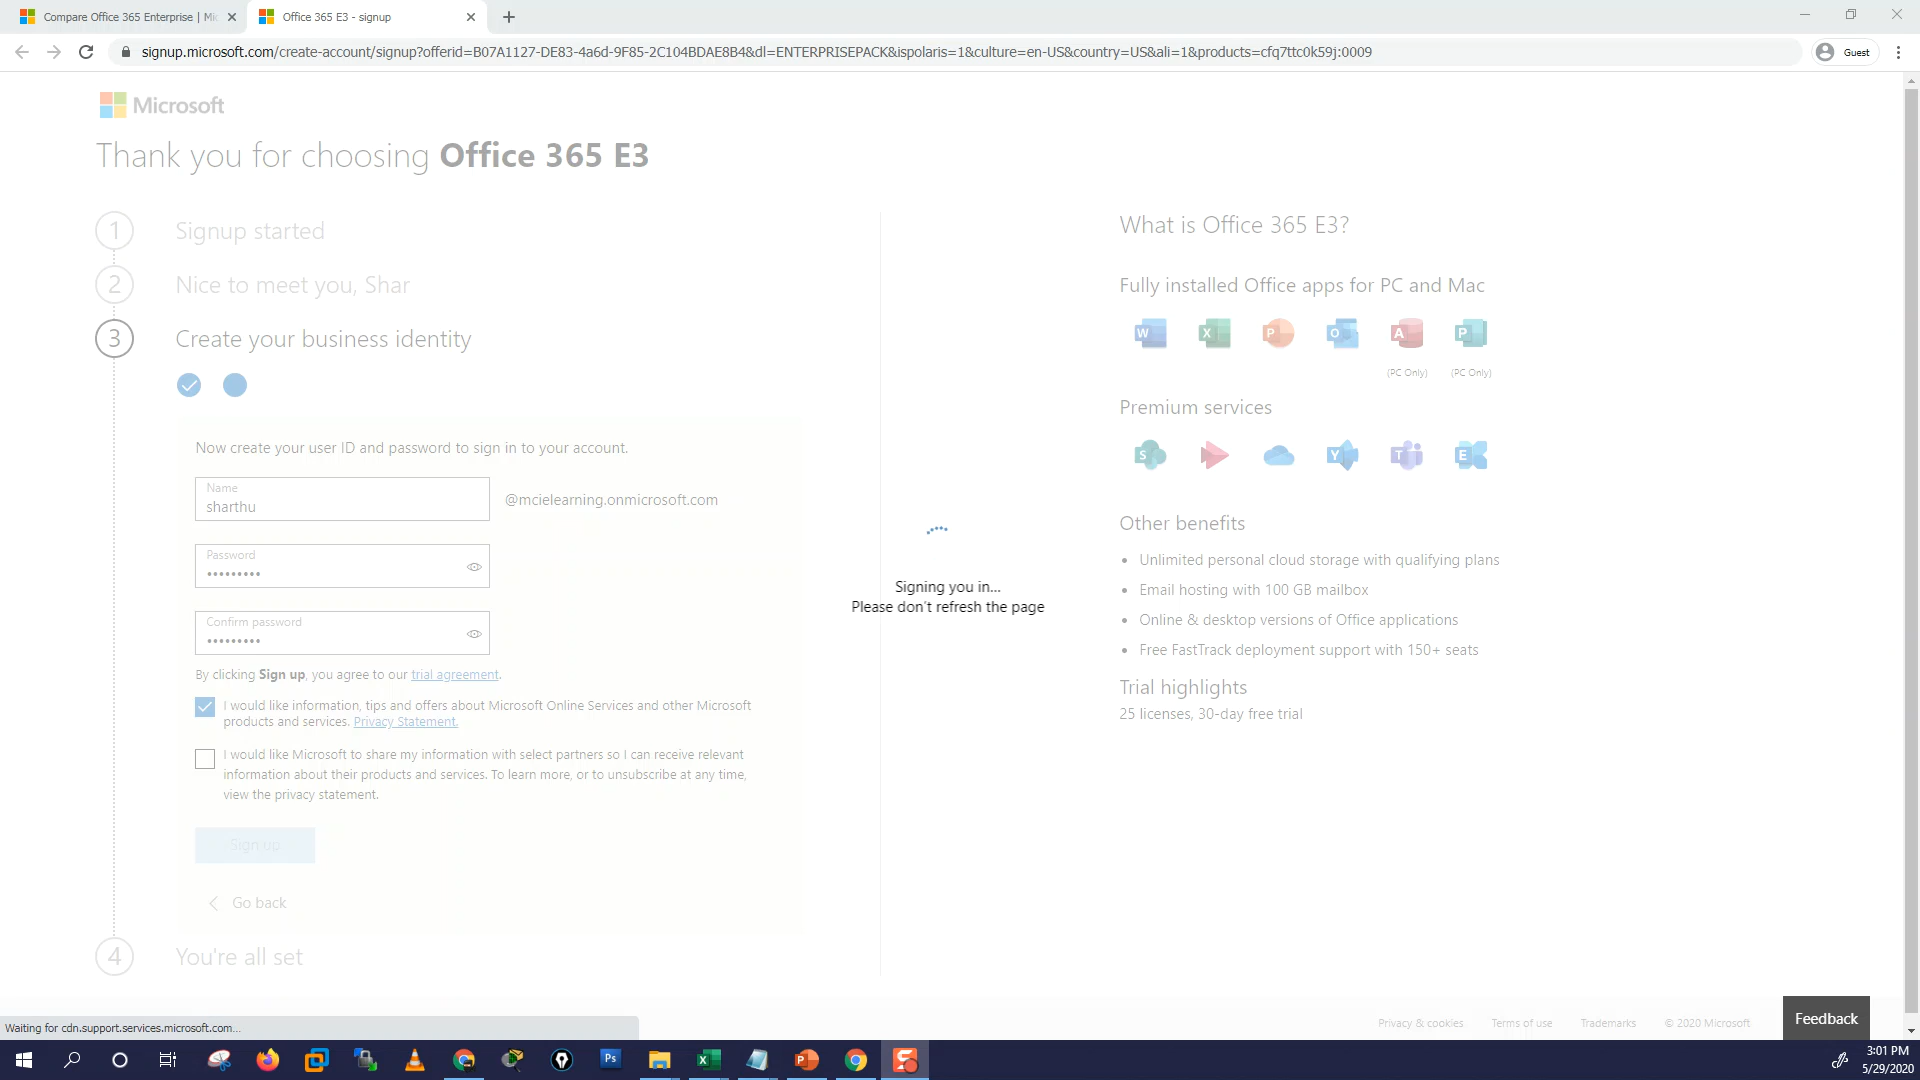 Compare Office 365 Enterprise | Mic
Office 365 E3 - signup
signup.microsoft.com/create-account/signup?offerid=B07A1127-DE83-4a6d-9F85-2C104BDAE8B4&dl=ENTERPRISEPACK&ispolaris=1&culture=en-US&country=US&ali=1&products=cfq7ttc0k59j:0009
Guest
Microsoft
Thank you for choosing Office 365 E3
1 Signup started
2 Nice to meet you, Shar
3 Create your business identity
Now create your user ID and password to sign in to your account.
Name
sharthu
@mcielearning.onmicrosoft.com
Password
•••••••••
Confirm password
•••••••••
By clicking Sign up, you agree to our trial agreement.
I would like information, tips and offers about Microsoft Online Services and other Microsoft
products and services. Privacy Statement.
I would like Microsoft to share my information with select partners so I can receive relevant
information about their products and services. To learn more, or to unsubscribe at any time,
view the privacy statement.
Sign up
Go back
4 You're all set
Signing you in...
Please don't refresh the page
What is Office 365 E3?
Fully installed Office apps for PC and Mac
W X P O A P
(PC Only) (PC Only)
Premium services
S Y T E
Other benefits
• Unlimited personal cloud storage with qualifying plans
• Email hosting with 100 GB mailbox
• Online & desktop versions of Office applications
• Free FastTrack deployment support with 150+ seats
Trial highlights
25 licenses, 30-day free trial
Waiting for cdn.support.services.microsoft.com...
Privacy & cookies Terms of use Trademarks © 2020 Microsoft
Feedback
Ps
3:01 PM
5/29/2020